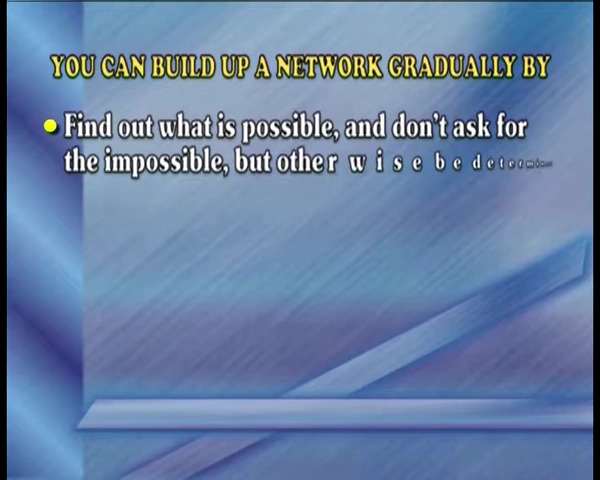 YOU CAN BUILD UP A NETWORK GRADUALLY BY
Find out what is possible, and don't ask for
the impossible, but otherwise be